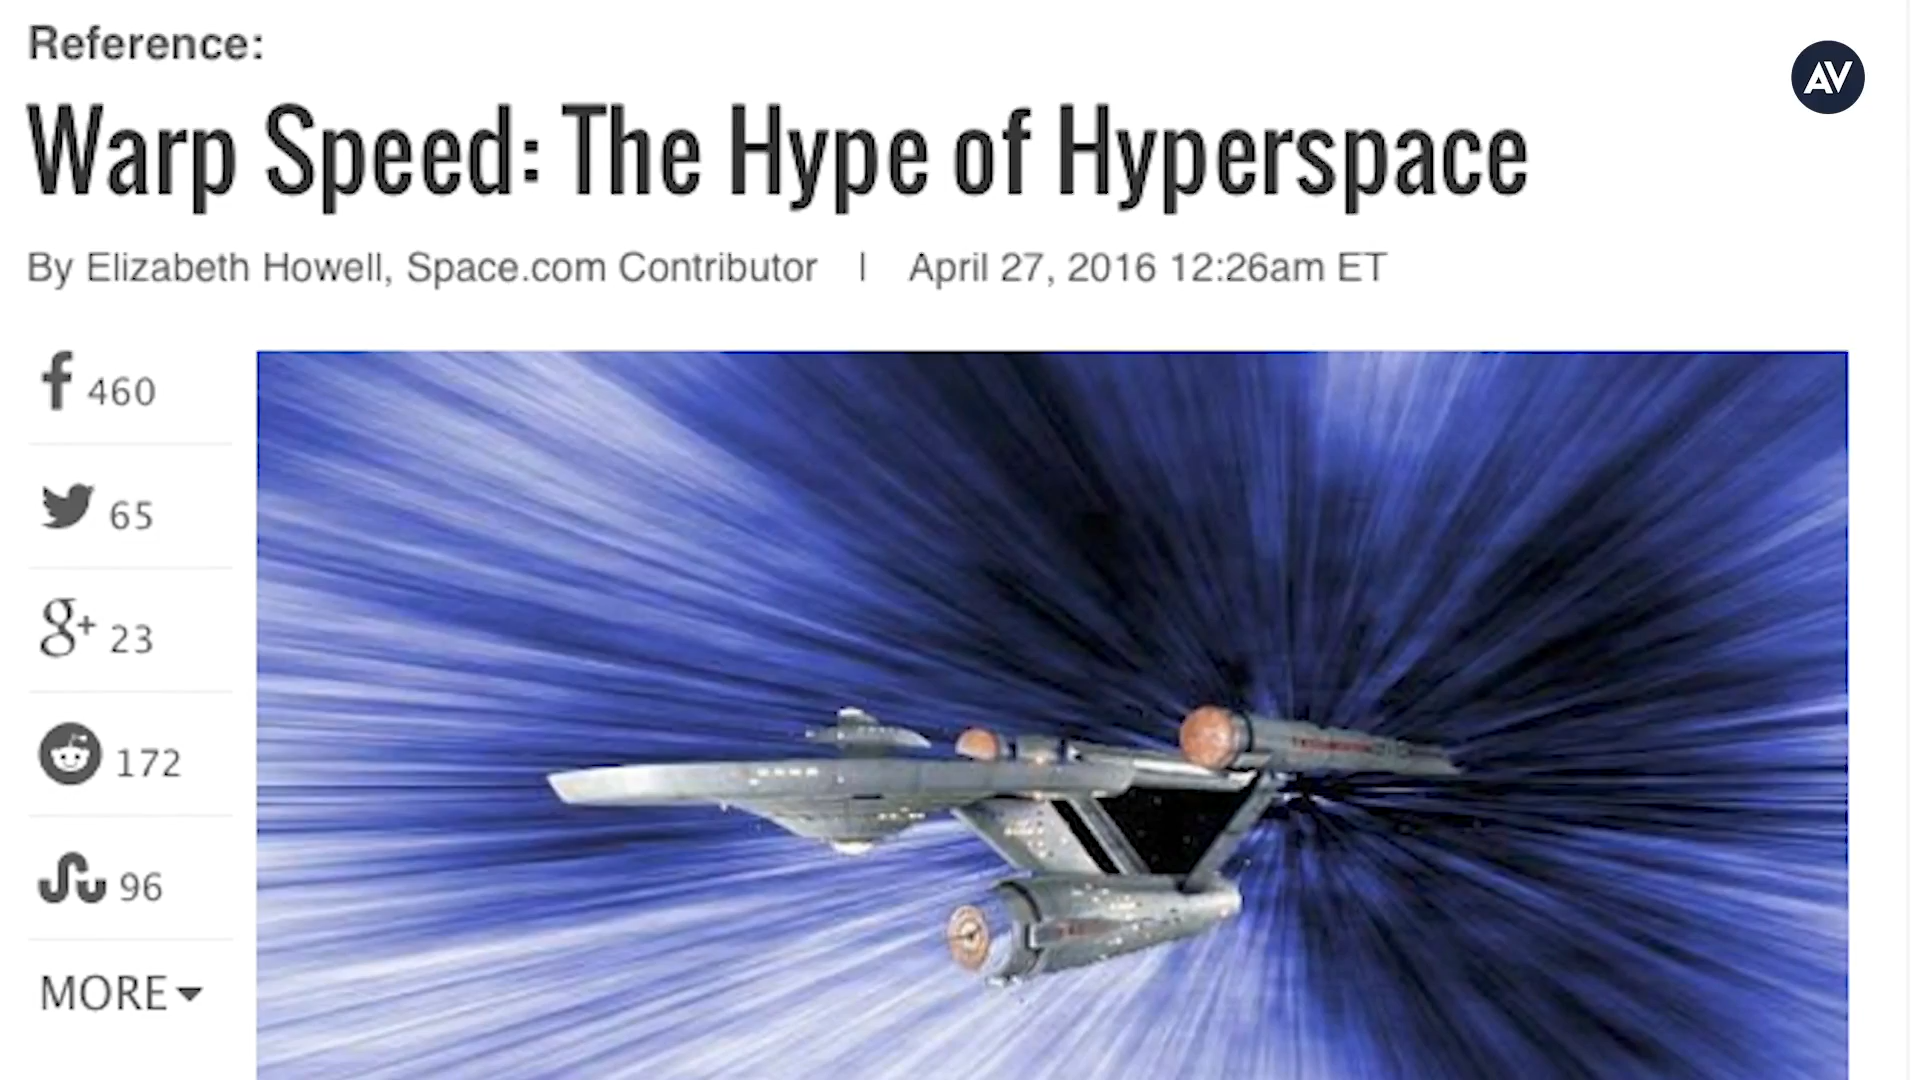 Reference:
AV
Warp Speed: The Hype of Hyperspace
By Elizabeth Howell, Space.com Contributor | April 27, 2016 12:26am ET
460
65
g+ 23
172
96
MORE